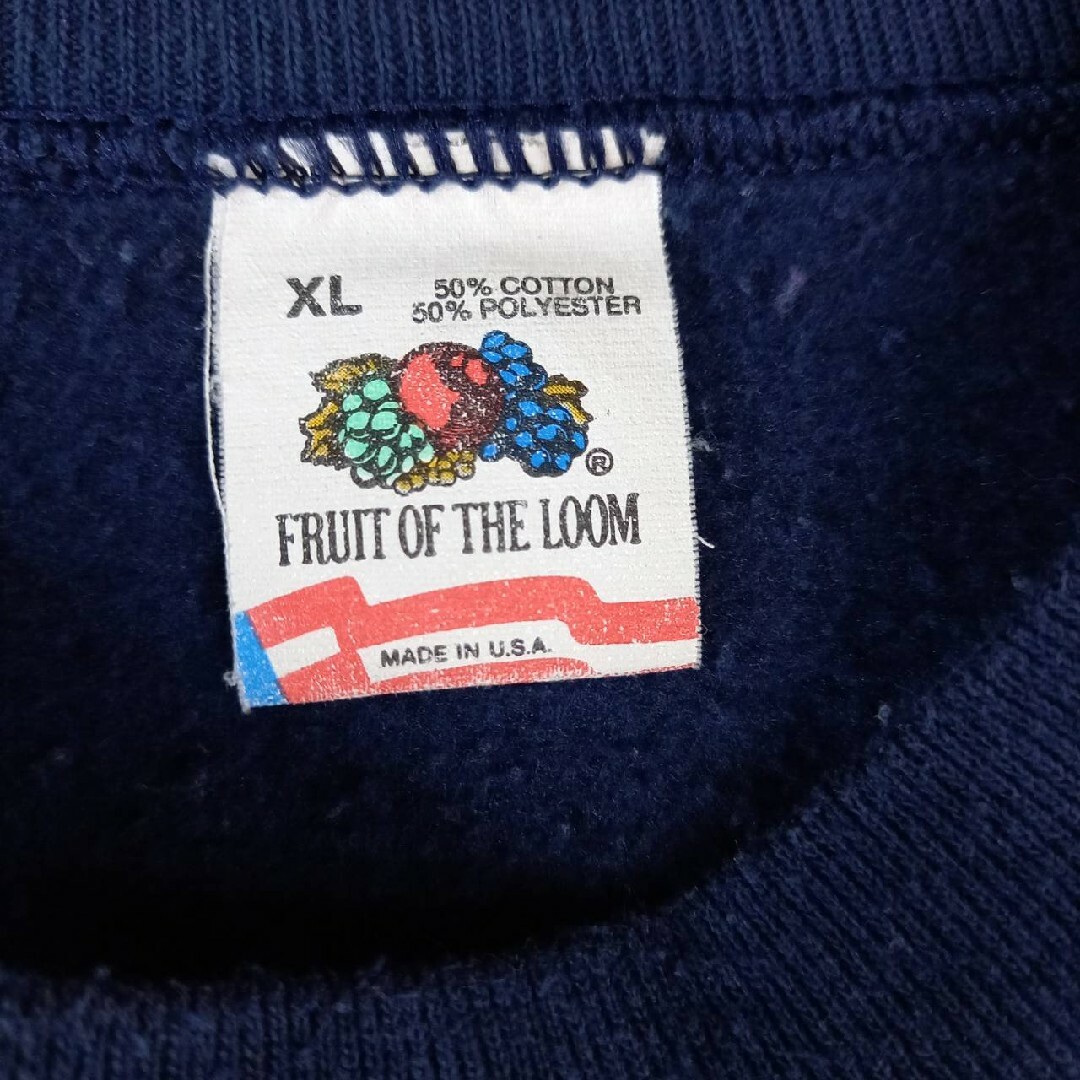 XL
50% COTTON
50% POLYESTER
®
FRUIT OF THE LOOM
MADE IN U.S.A.